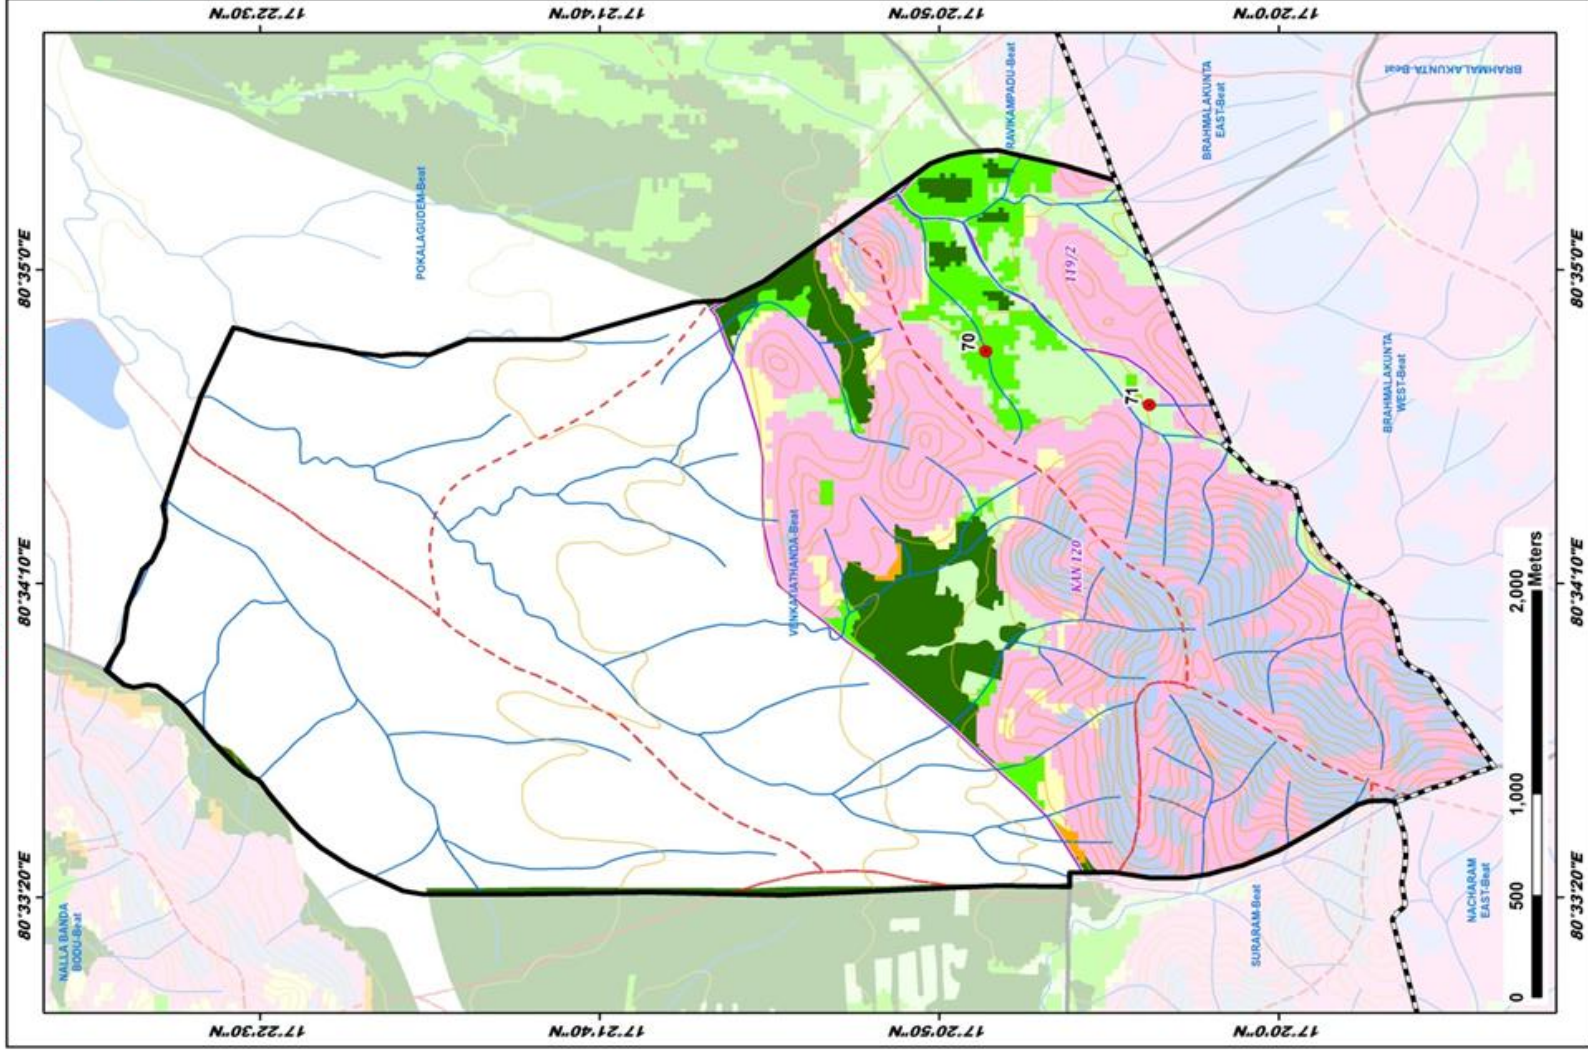 17°22'30"N
17°21'40"N
17°20'50"N
17°20'0"N
80°35'0"E
80°34'10"E
80°33'20"E
80°35'0"E
80°34'10"E
80°33'20"E
17°22'30"N
17°21'40"N
17°20'50"N
17°20'0"N
POKALAGUDEM-Beat
RAVIKAMPADU-Beat
BRAHMALAKUNTA
EAST-Beat
BRAHMALAKUNTA-Beat
119/2
70
71
BRAHMALAKUNTA
WEST-Beat
VENKATIATHANDA-Beat
KAN 120
NALLA BANDA
BODU-Beat
SURARAM-Beat
NACHARAM
EAST-Beat
0 500 1,000 2,000
Meters